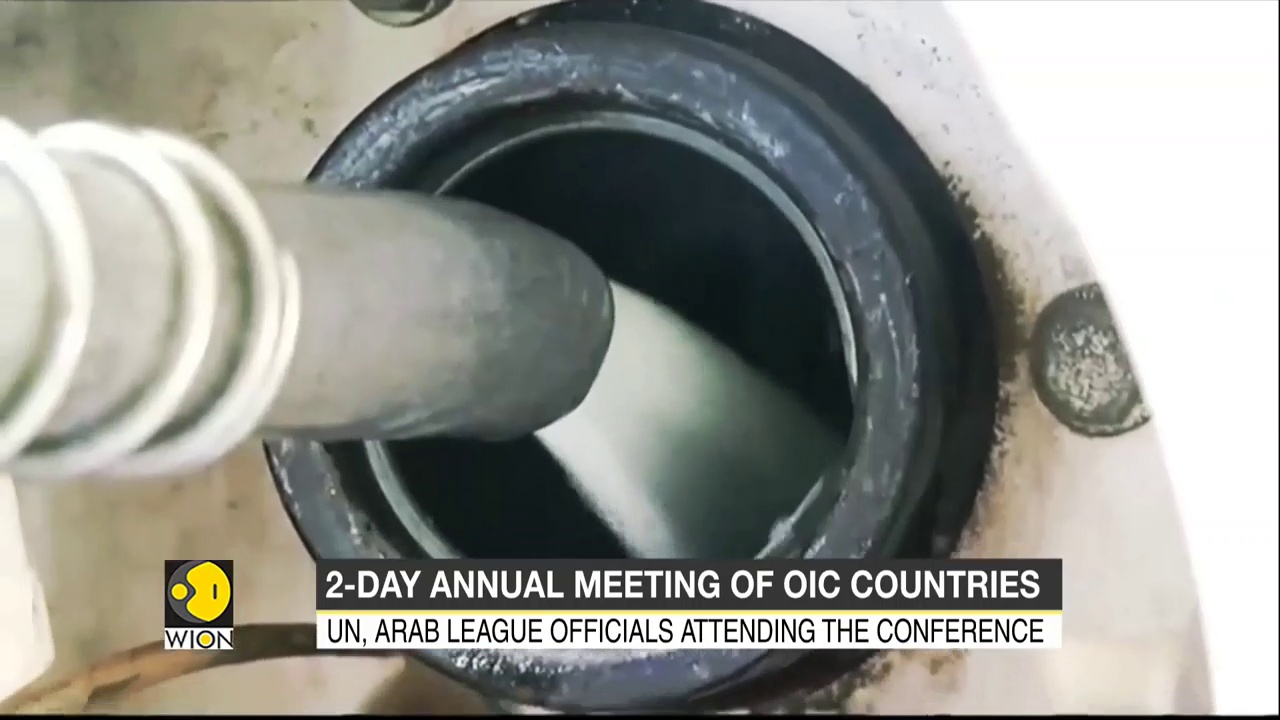 2-DAY ANNUAL MEETING OF OIC COUNTRIES
UN, ARAB LEAGUE OFFICIALS ATTENDING THE CONFERENCE
WION